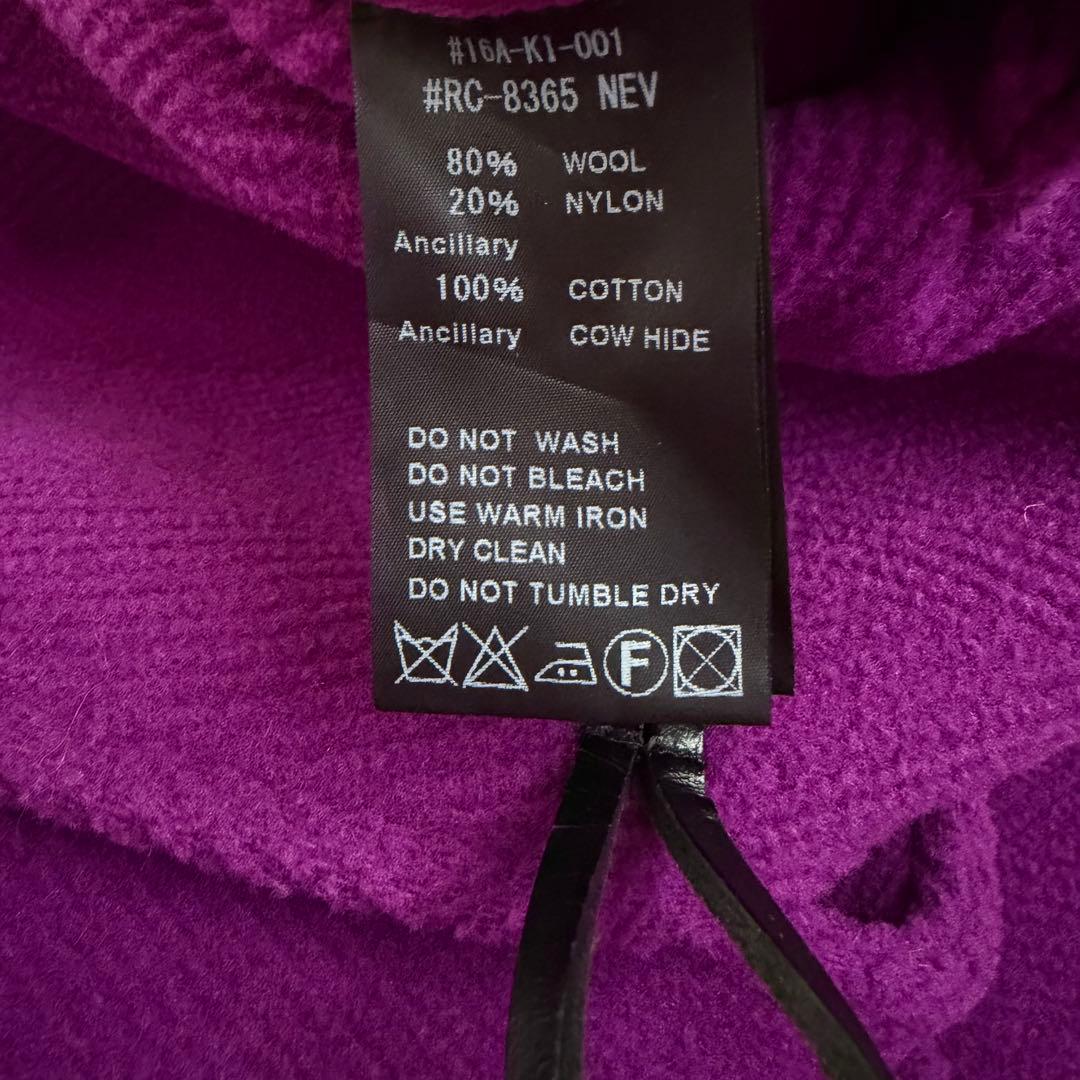 #16A-KI-001
#RC-8365 NEV
80% WOOL
20% NYLON
Ancillary
100% COTTON
Ancillary COW HIDE
DO NOT WASH
DO NOT BLEACH
USE WARM IRON
DRY CLEAN
DO NOT TUMBLE DRY
F